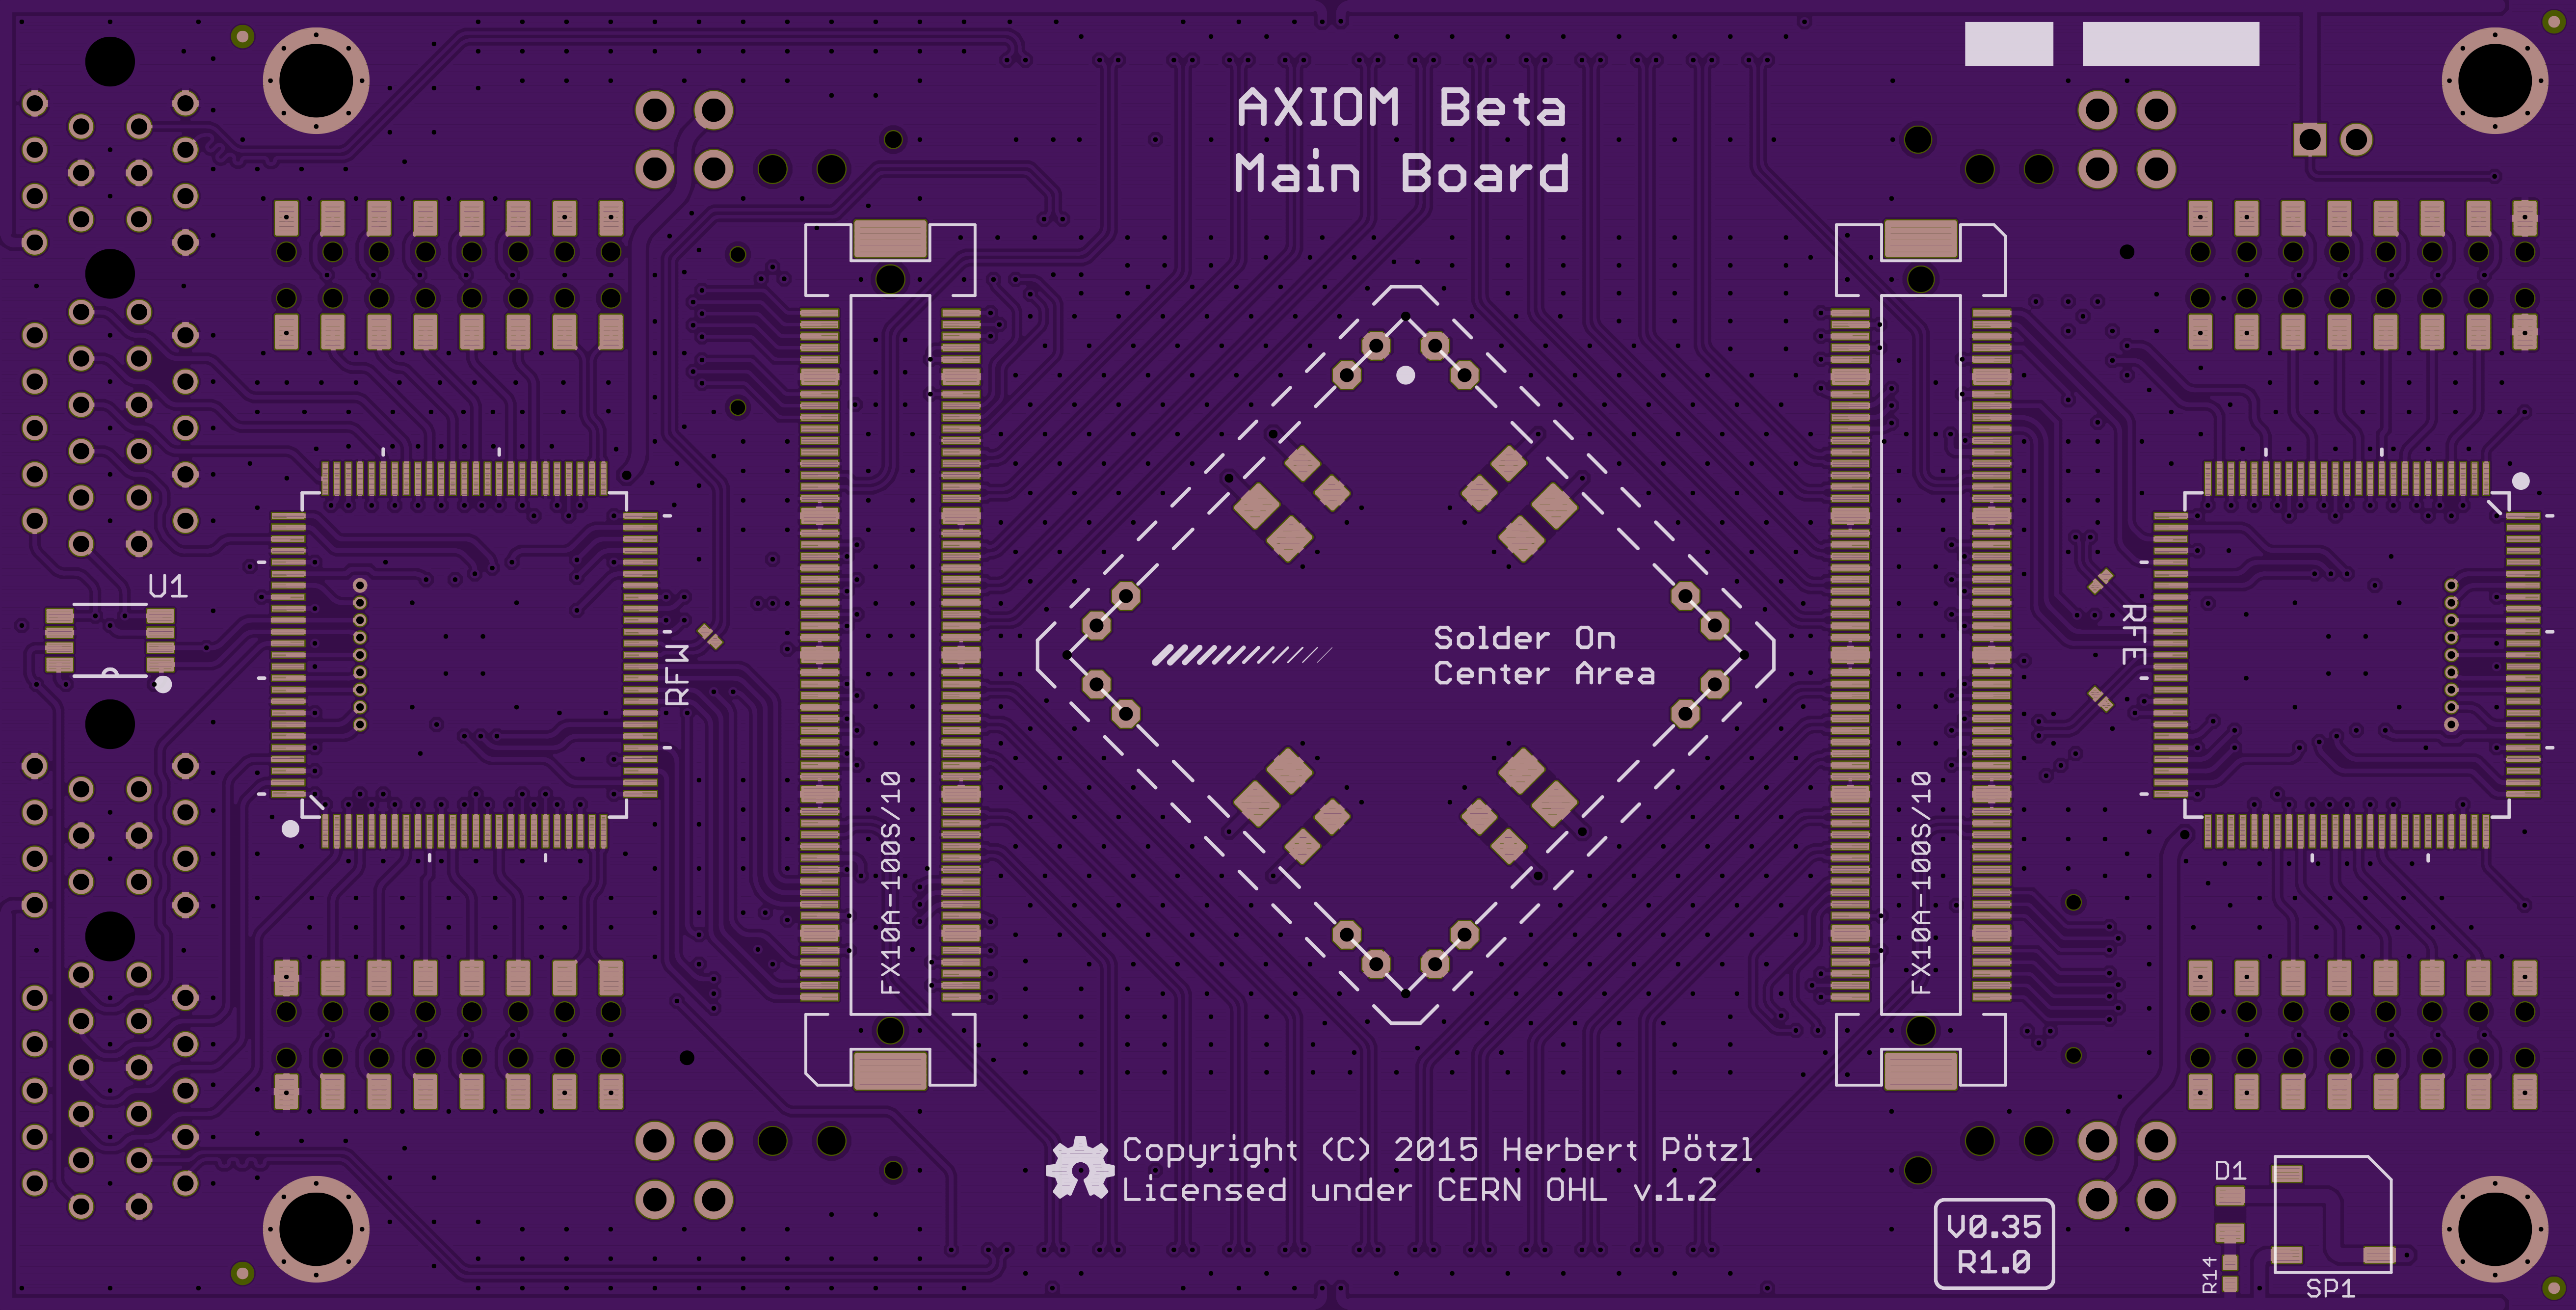 AXIOM Beta
Main Board
U1
RFM
RFE
Solder On
Center Area
FX10A-100S/10
FX10A-100S/10
Copyright (C) 2015 Herbert Pötzl
Licensed under CERN OHL v.1.2
V0.35
R1.0
D1
R14
SP1